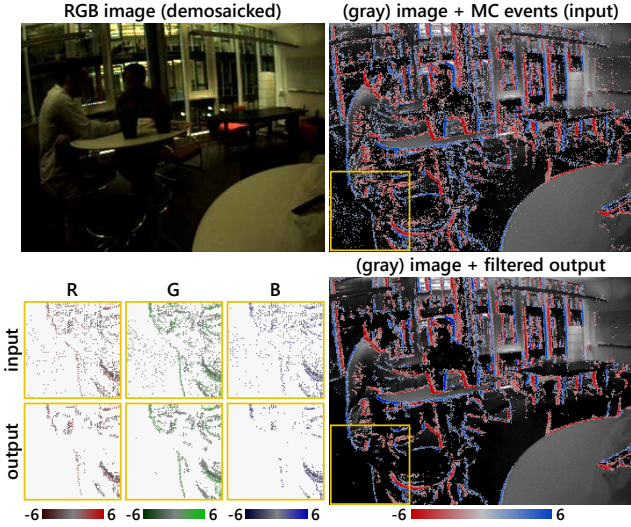 RGB image (demosaicked)
(gray) image + MC events (input)
(gray) image + filtered output
R G B
input
output
-6 6 -6 6 -6 6
-6 6